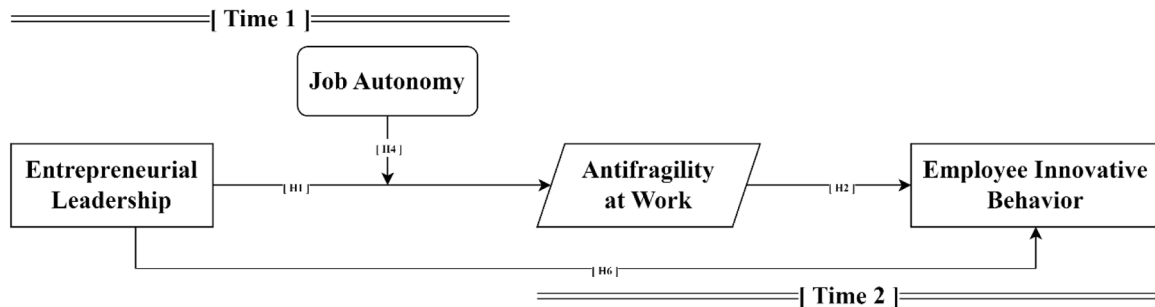 [ Time 1 ]
Job Autonomy
[ H4 ]
Entrepreneurial
Leadership
[ H1 ]
Antifragility
at Work
[ H2 ]
Employee Innovative
Behavior
[ H6 ]
[ Time 2 ]